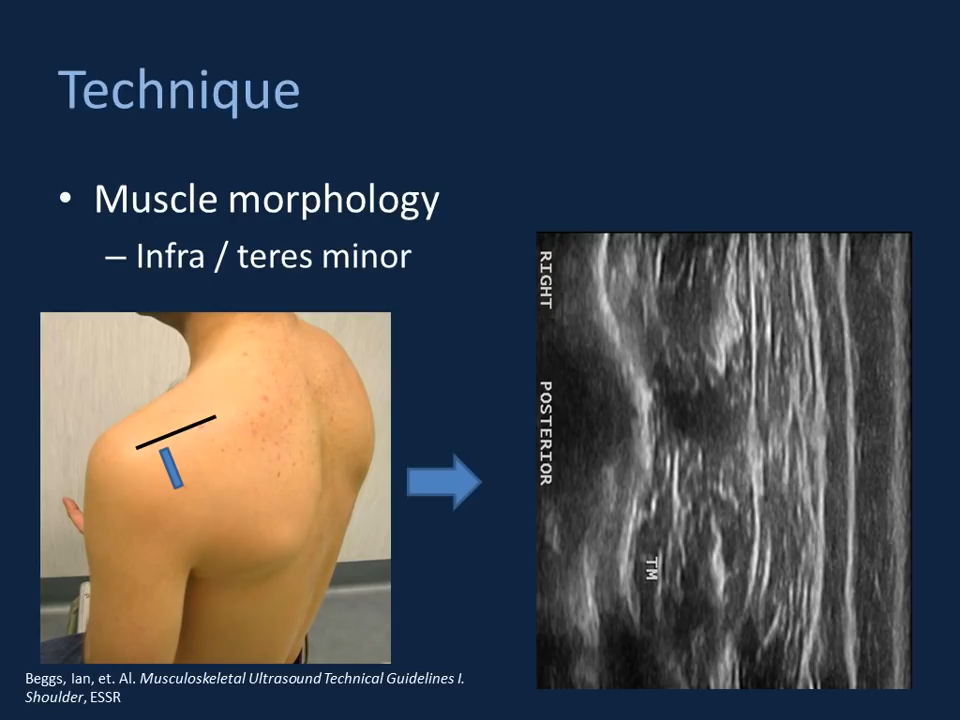 Technique
• Muscle morphology
– Infra / teres minor
RIGHT
POSTERIOR
TM
Beggs, Ian, et. Al. Musculoskeletal Ultrasound Technical Guidelines I.
Shoulder, ESSR